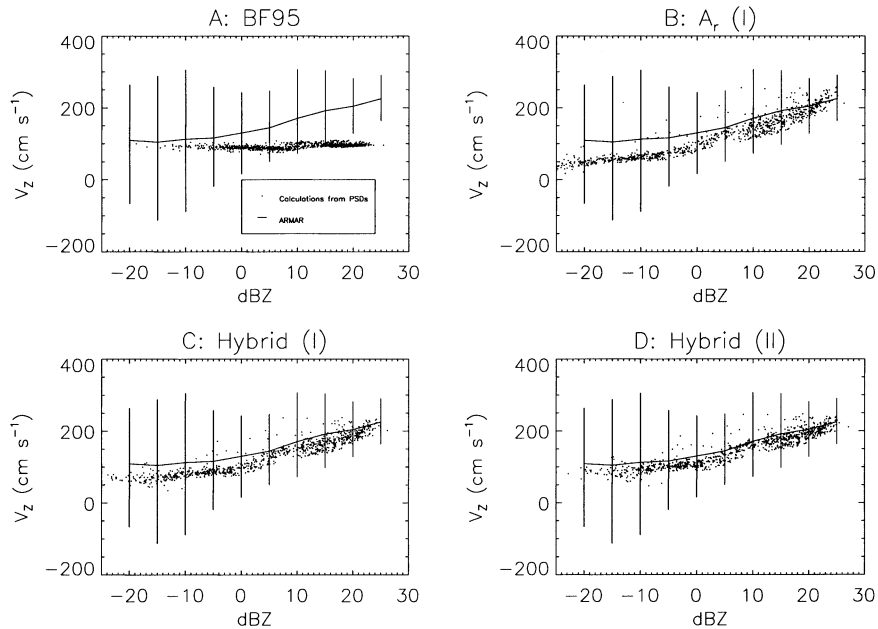 A: BF95
400
200
0
−200
V_Z (cm s⁻¹)
−20 −10 0 10 20 30
dBZ
Calculations from PSDs
ARMAR
B: A_r (I)
400
200
0
−200
V_Z (cm s⁻¹)
−20 −10 0 10 20 30
dBZ
C: Hybrid (I)
400
200
0
−200
V_Z (cm s⁻¹)
−20 −10 0 10 20 30
dBZ
D: Hybrid (II)
400
200
0
−200
V_Z (cm s⁻¹)
−20 −10 0 10 20 30
dBZ